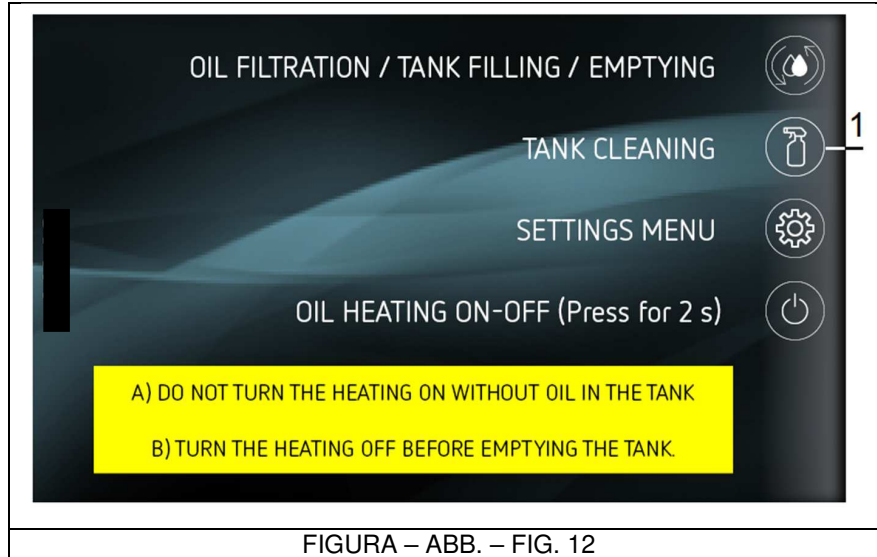 OIL FILTRATION / TANK FILLING / EMPTYING
TANK CLEANING
1
SETTINGS MENU
OIL HEATING ON-OFF (Press for 2 s)
A) DO NOT TURN THE HEATING ON WITHOUT OIL IN THE TANK
B) TURN THE HEATING OFF BEFORE EMPTYING THE TANK.
FIGURA – ABB. – FIG. 12